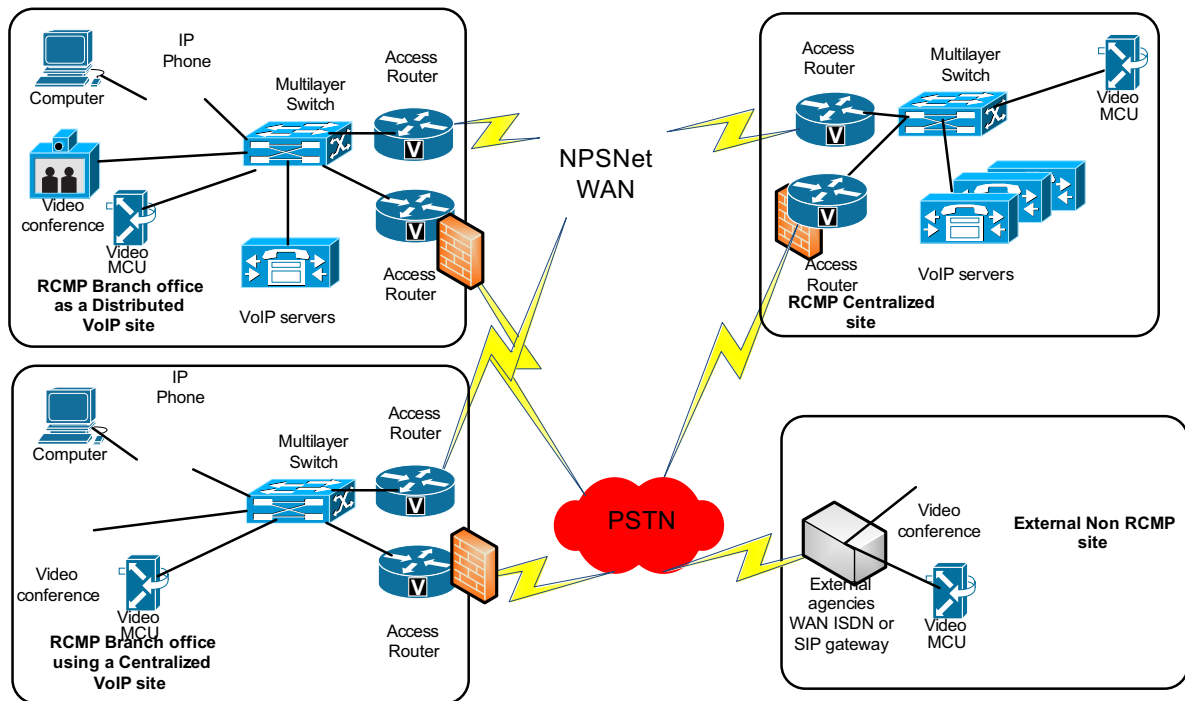 IP
Phone
Computer
Multilayer
Switch
Access
Router
V
Video
conference
V
Video
MCU
Access
Router
VoIP servers
RCMP Branch office
as a Distributed
VoIP site
NPSNet
WAN
Access
Router
Multilayer
Switch
Video
MCU
V
V
Access
Router
VoIP servers
RCMP Centralized
site
IP
Phone
Computer
Multilayer
Switch
Access
Router
V
V
Video
conference
Video
MCU
Access
Router
RCMP Branch office
using a Centralized
VoIP site
PSTN
Video
conference
External Non RCMP
site
External
agencies
WAN ISDN or
SIP gateway
Video
MCU